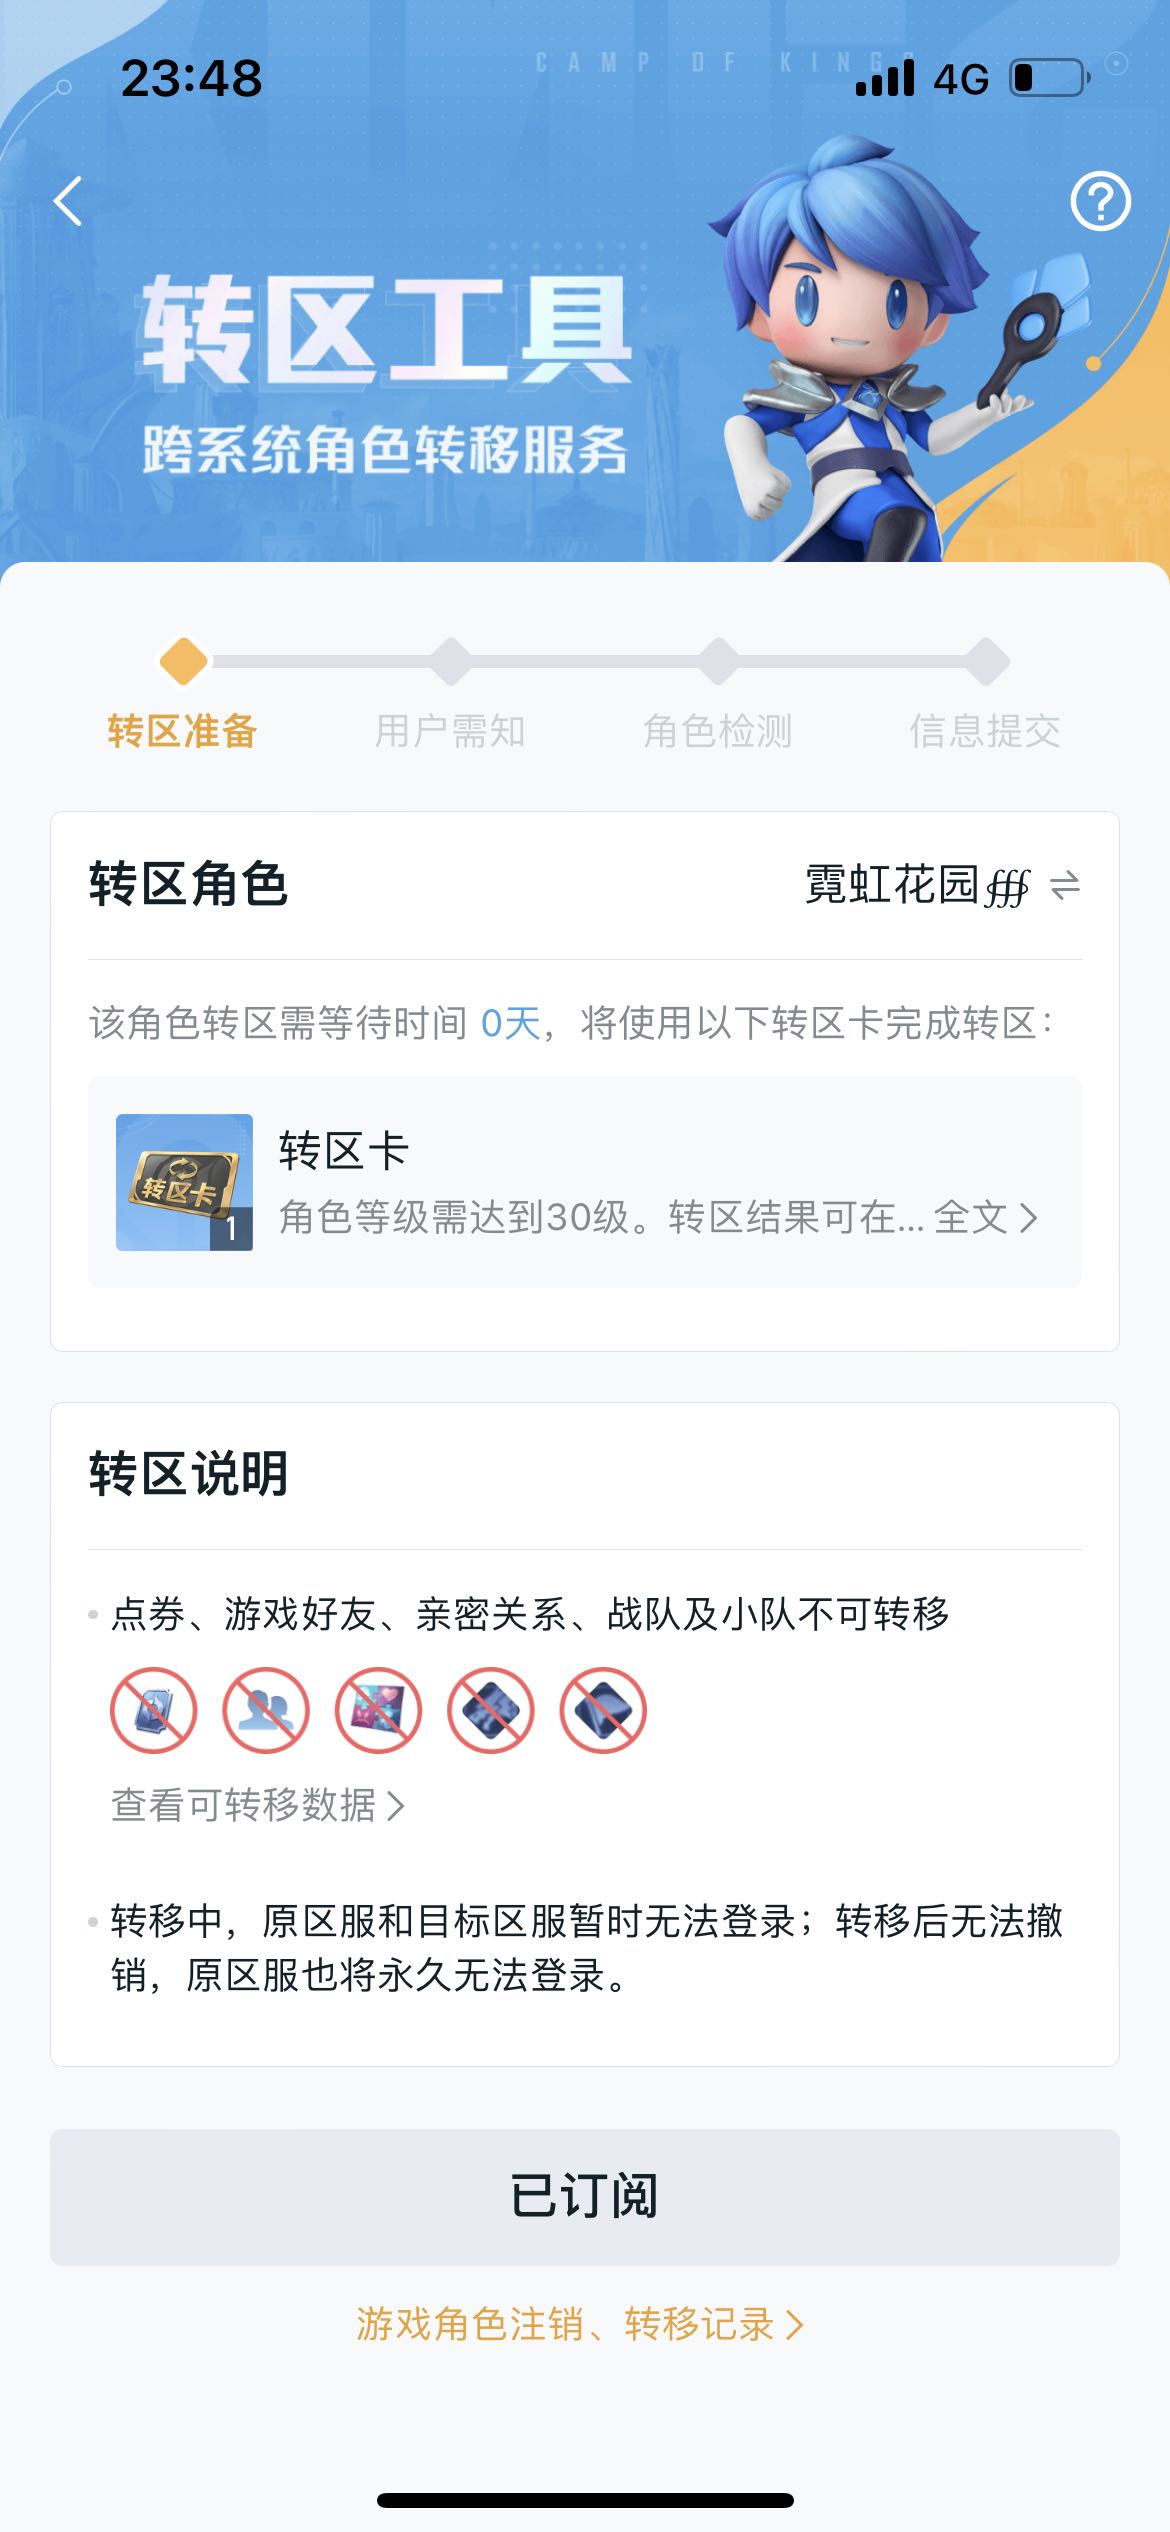 CAMP OF KINGS
23:48
4G
转区工具
跨系统角色转移服务
转区准备
用户需知
角色检测
信息提交
转区角色
霓虹花园∰
该角色转区需等待时间 0天，将使用以下转区卡完成转区：
转区卡
1
转区卡
角色等级需达到30级。转区结果可在... 全文
转区说明
点券、游戏好友、亲密关系、战队及小队不可转移
查看可转移数据
转移中，原区服和目标区服暂时无法登录；转移后无法撤
销，原区服也将永久无法登录。
已订阅
游戏角色注销、转移记录